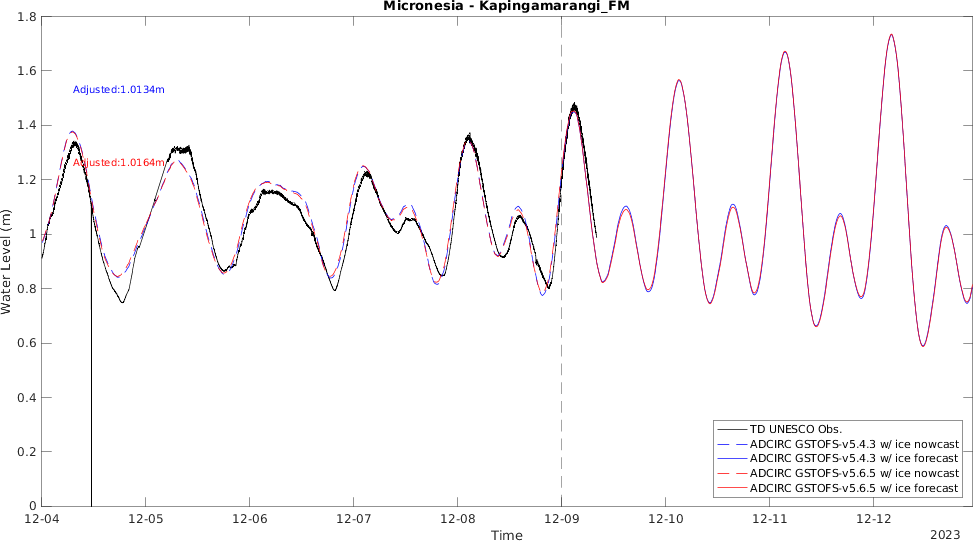 Micronesia - Kapingamarangi_FM
1.8
1.6
1.4
1.2
1
0.8
0.6
0.4
0.2
0
Water Level (m)
Adjusted:1.0134m
Adjusted:1.0164m
TD UNESCO Obs.
ADCIRC GSTOFS-v5.4.3 w/ ice nowcast
ADCIRC GSTOFS-v5.4.3 w/ ice forecast
ADCIRC GSTOFS-v5.6.5 w/ ice nowcast
ADCIRC GSTOFS-v5.6.5 w/ ice forecast
12-04 12-05 12-06 12-07 12-08 12-09 12-10 12-11 12-12
Time
2023